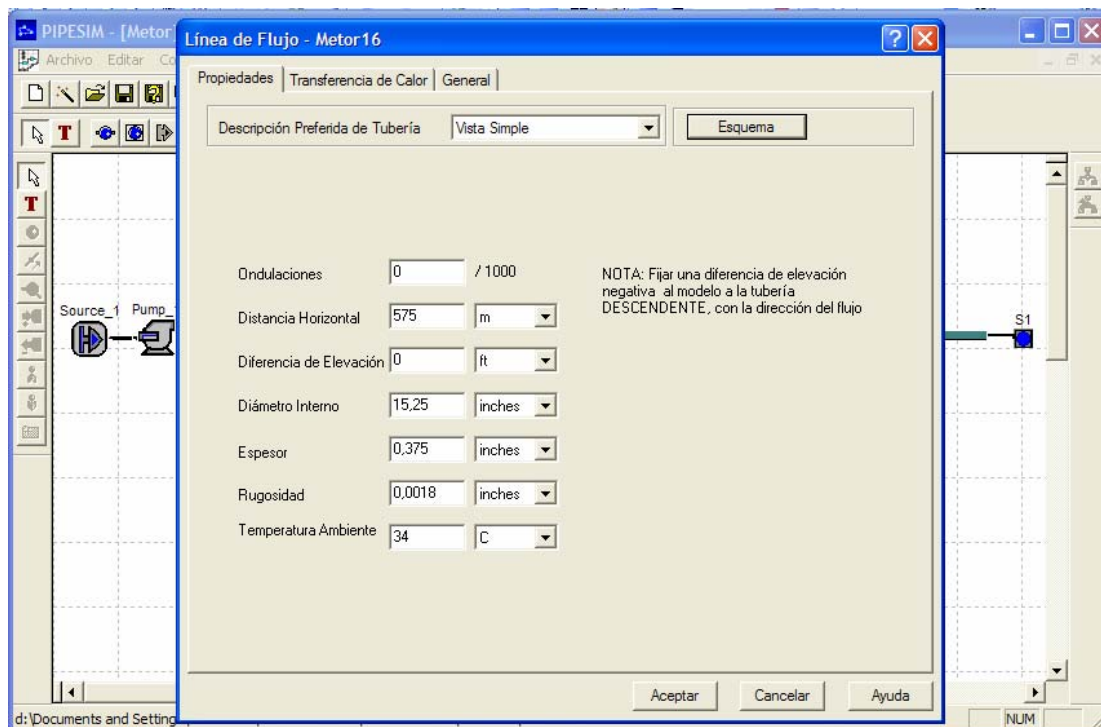 PIPESIM - [Metor
Línea de Flujo - Metor16
Archivo Editar Co
Propiedades Transferencia de Calor General
Descripción Preferida de Tubería Vista Simple Esquema
T
T
Ondulaciones 0 / 1000
NOTA: Fijar una diferencia de elevación
negativa al modelo a la tubería
DESCENDENTE, con la dirección del flujo
Source_1 Pump_
Distancia Horizontal 575 m
S1
Diferencia de Elevación 0 ft
Diámetro Interno 15,25 inches
Espesor 0,375 inches
Rugosidad 0,0018 inches
Temperatura Ambiente 34 C
Aceptar Cancelar Ayuda
d:\Documents and Setting
NUM